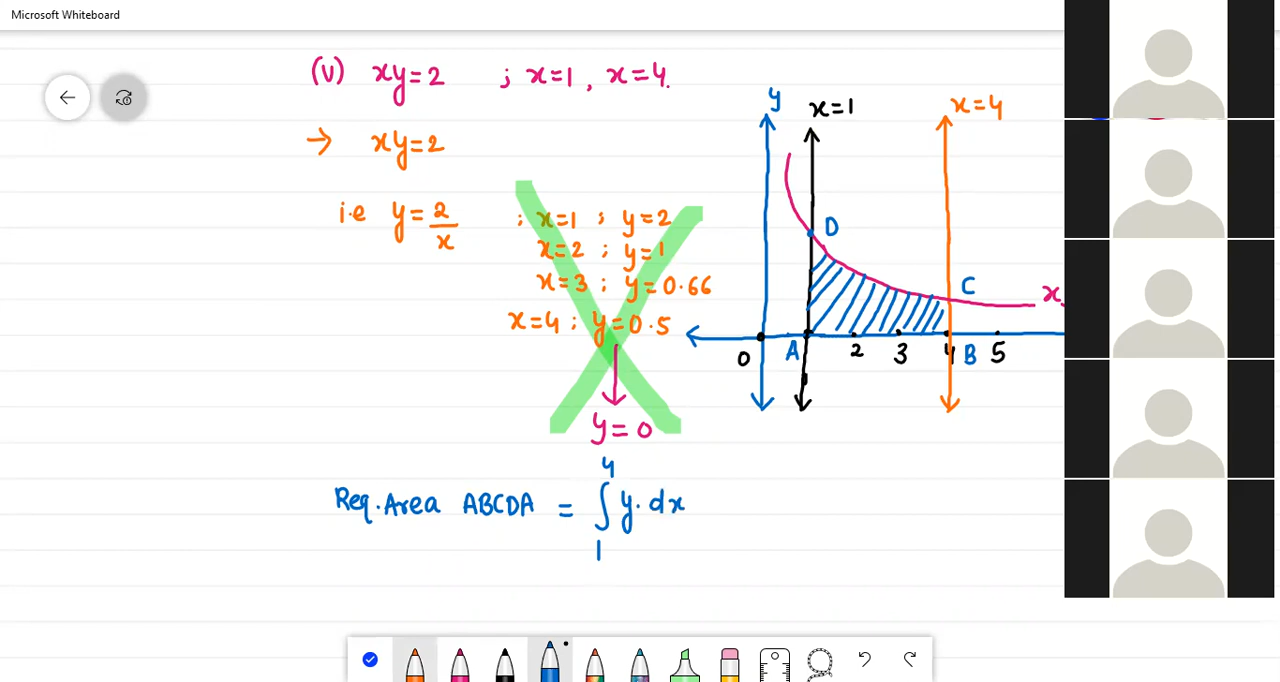 Microsoft Whiteboard
(V) xy=2 ; x=1, x=4.
→ xy=2
i.e y=2/x ; x=1 ; y=2
x=2 ; y=1
x=3 ; y=0.66
x=4 ; y=0.5
y=0
Req.Area ABCDA = ∫₁⁴ y.dx
y
x=1
x=4
D
C
x
0 A 2 3 4 B 5